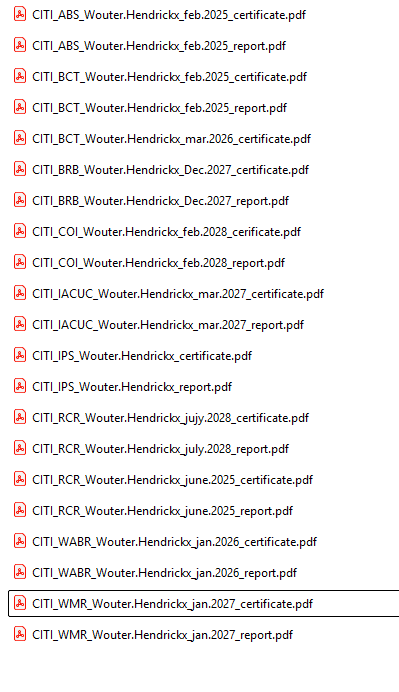 CITI_ABS_Wouter.Hendrickx_feb.2025_certificate.pdf
CITI_ABS_Wouter.Hendrickx_feb.2025_report.pdf
CITI_BCT_Wouter.Hendrickx_feb.2025_certificate.pdf
CITI_BCT_Wouter.Hendrickx_feb.2025_report.pdf
CITI_BCT_Wouter.Hendrickx_mar.2026_certificate.pdf
CITI_BRB_Wouter.Hendrickx_Dec.2027_certificate.pdf
CITI_BRB_Wouter.Hendrickx_Dec.2027_report.pdf
CITI_COI_Wouter.Hendrickx_feb.2028_cerificate.pdf
CITI_COI_Wouter.Hendrickx_feb.2028_report.pdf
CITI_IACUC_Wouter.Hendrickx_mar.2027_certificate.pdf
CITI_IACUC_Wouter.Hendrickx_mar.2027_report.pdf
CITI_IPS_Wouter.Hendrickx_certificate.pdf
CITI_IPS_Wouter.Hendrickx_report.pdf
CITI_RCR_Wouter.Hendrickx_jujy.2028_certificate.pdf
CITI_RCR_Wouter.Hendrickx_july.2028_report.pdf
CITI_RCR_Wouter.Hendrickx_june.2025_certificate.pdf
CITI_RCR_Wouter.Hendrickx_june.2025_report.pdf
CITI_WABR_Wouter.Hendrickx_jan.2026_certificate.pdf
CITI_WABR_Wouter.Hendrickx_jan.2026_report.pdf
CITI_WMR_Wouter.Hendrickx_jan.2027_certificate.pdf
CITI_WMR_Wouter.Hendrickx_jan.2027_report.pdf